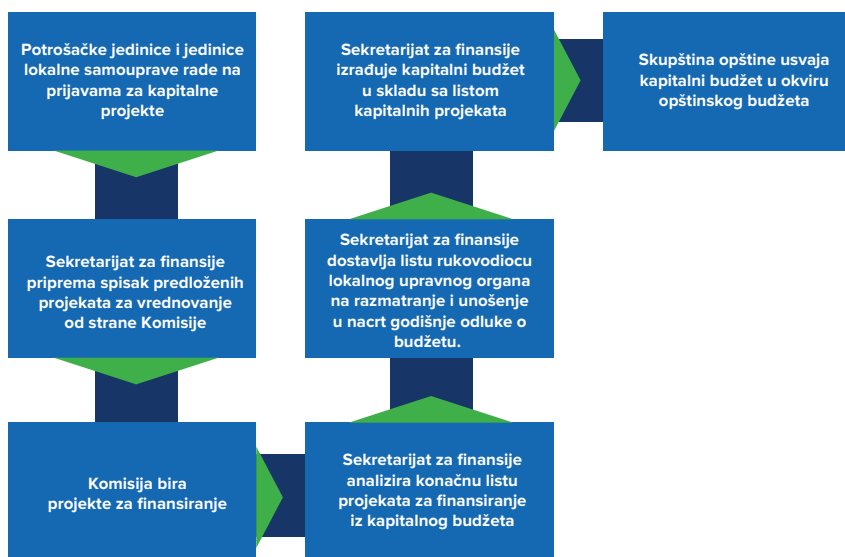 Potrošačke jedinice i jedinice
lokalne samouprave rade na
prijavama za kapitalne
projekte
Sekretarijat za finansije
priprema spisak predloženih
projekata za vrednovanje
od strane Komisije
Komisija bira
projekte za finansiranje
Sekretarijat za finansije
analizira konačnu listu
projekata za finansiranje
iz kapitalnog budžeta
Sekretarijat za finansije
dostavlja listu rukovodiocu
lokalnog upravnog organa
na razmatranje i unošenje
u nacrt godišnje odluke o
budžetu.
Sekretarijat za finansije
izrađuje kapitalni budžet
u skladu sa listom
kapitalnih projekata
Skupština opštine usvaja
kapitalni budžet u okviru
opštinskog budžeta